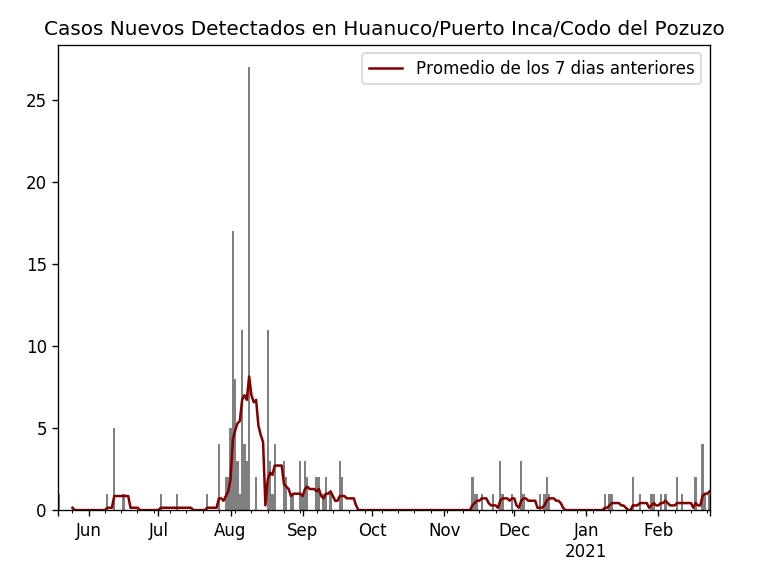 Casos Nuevos Detectados en Huanuco/Puerto Inca/Codo del Pozuzo
Promedio de los 7 dias anteriores
25
20
15
10
5
0
Jun Jul Aug Sep Oct Nov Dec Jan Feb
2021